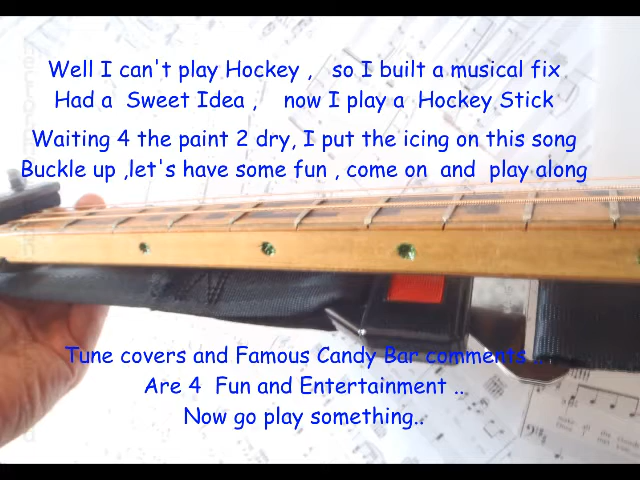 Well I can't play Hockey , so I built a musical fix
Had a Sweet Idea , now I play a Hockey Stick
Waiting 4 the paint 2 dry, I put the icing on this song
Buckle up ,let's have some fun , come on and play along
Tune covers and Famous Candy Bar comments ..
Are 4 Fun and Entertainment ..
Now go play something..